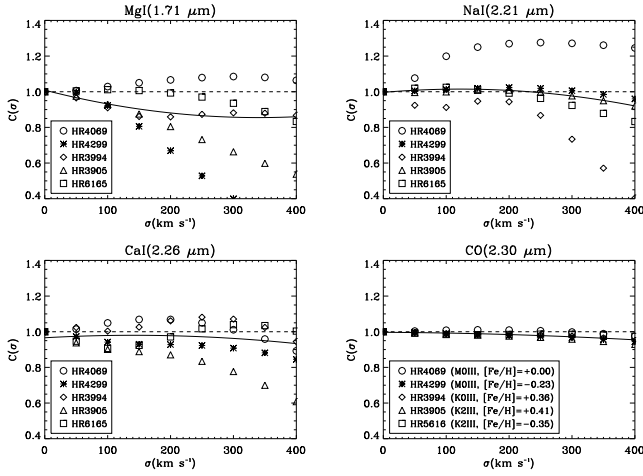 MgI(1.71 μm)
1.4
1.2
1.0
0.8
0.6
0.4
C(σ)
HR4069
HR4299
HR3994
HR3905
HR6165
0 100 200 300 400
σ(km s⁻¹)
NaI(2.21 μm)
1.4
1.2
1.0
0.8
0.6
0.4
C(σ)
HR4069
HR4299
HR3994
HR3905
HR6165
0 100 200 300 400
σ(km s⁻¹)
CaI(2.26 μm)
1.4
1.2
1.0
0.8
0.6
0.4
C(σ)
HR4069
HR4299
HR3994
HR3905
HR6165
0 100 200 300 400
σ(km s⁻¹)
CO(2.30 μm)
1.4
1.2
1.0
0.8
0.6
0.4
C(σ)
HR4069 (M0III, [Fe/H]=+0.00)
HR4299 (M0III, [Fe/H]=−0.23)
HR3994 (K0III, [Fe/H]=+0.36)
HR3905 (K2III, [Fe/H]=+0.41)
HR5616 (K2III, [Fe/H]=−0.35)
0 100 200 300 400
σ(km s⁻¹)